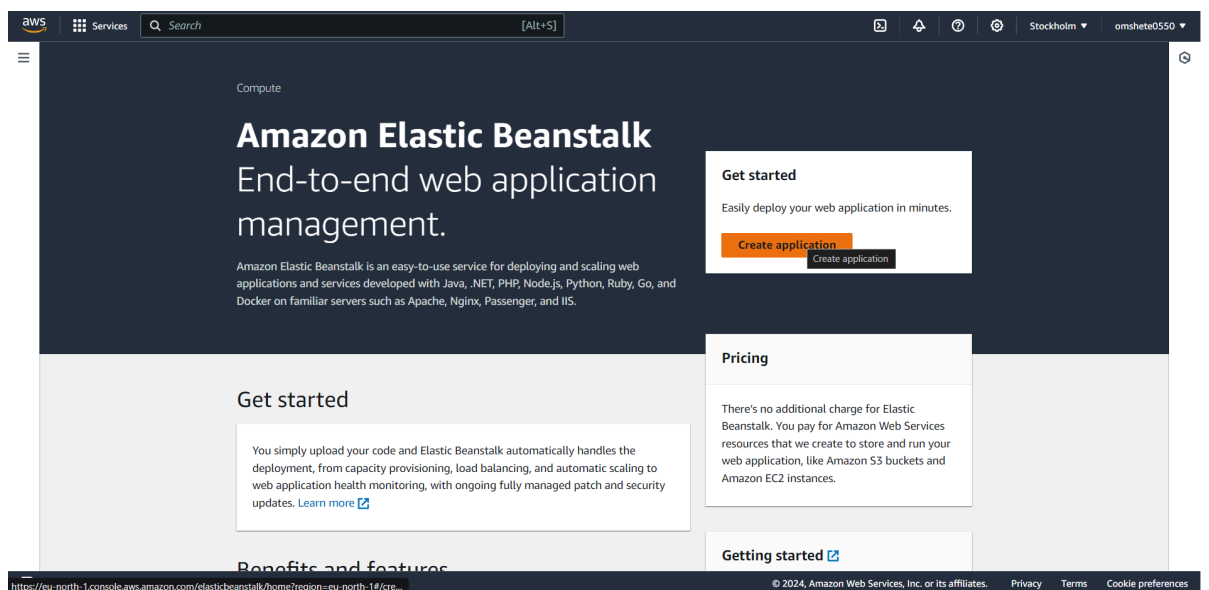 aws
Services
Search
[Alt+S]
Stockholm
omshete0550
Compute
Amazon Elastic Beanstalk
End-to-end web application
management.
Amazon Elastic Beanstalk is an easy-to-use service for deploying and scaling web
applications and services developed with Java, .NET, PHP, Node.js, Python, Ruby, Go, and
Docker on familiar servers such as Apache, Nginx, Passenger, and IIS.
Get started
Easily deploy your web application in minutes.
Create application
Create application
Pricing
There's no additional charge for Elastic
Beanstalk. You pay for Amazon Web Services
resources that we create to store and run your
web application, like Amazon S3 buckets and
Amazon EC2 instances.
Get started
You simply upload your code and Elastic Beanstalk automatically handles the
deployment, from capacity provisioning, load balancing, and automatic scaling to
web application health monitoring, with ongoing fully managed patch and security
updates. Learn more
Getting started
Benefits and features
https://eu-north-1.console.aws.amazon.com/elasticbeanstalk/home?region=eu-north-1#/cre...
© 2024, Amazon Web Services, Inc. or its affiliates.
Privacy
Terms
Cookie preferences